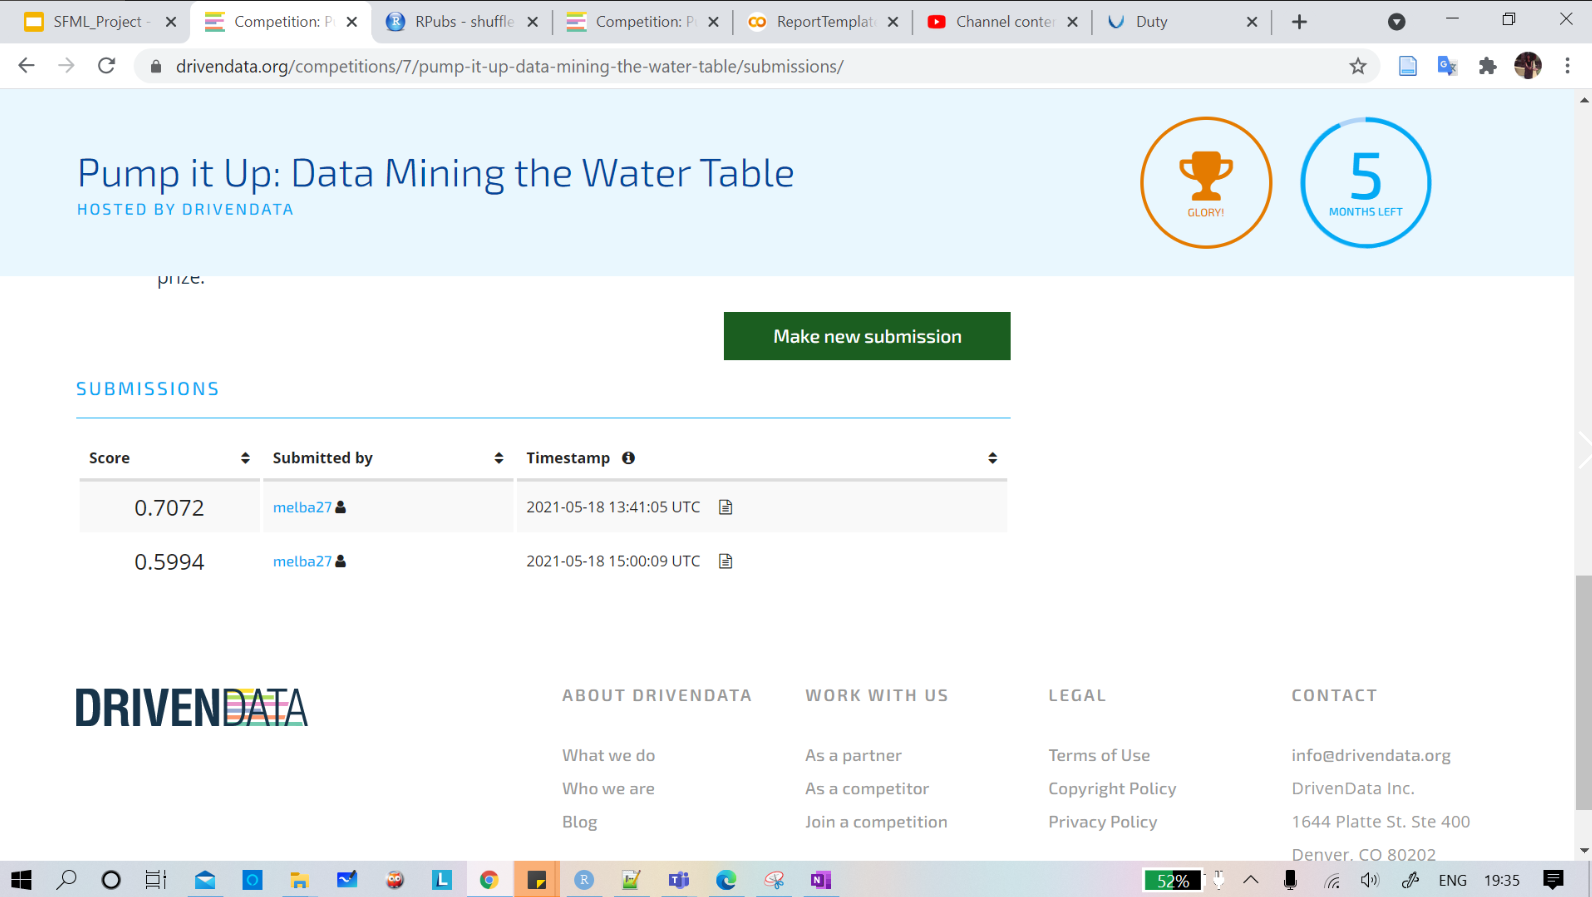 SFML_Project -
Competition: P
RPubs - shuffle
Competition: P
ReportTemplat
Channel conter
Duty
drivendata.org/competitions/7/pump-it-up-data-mining-the-water-table/submissions/
Pump it Up: Data Mining the Water Table
HOSTED BY DRIVENDATA
GLORY!
5
MONTHS LEFT
prize.
Make new submission
SUBMISSIONS
Score Submitted by Timestamp
0.7072 melba27 2021-05-18 13:41:05 UTC
0.5994 melba27 2021-05-18 15:00:09 UTC
DRIVENDATA
ABOUT DRIVENDATA WORK WITH US LEGAL CONTACT
What we do As a partner Terms of Use info@drivendata.org
Who we are As a competitor Copyright Policy DrivenData Inc.
Blog Join a competition Privacy Policy 1644 Platte St. Ste 400
Denver, CO 80202
52% ENG 19:35